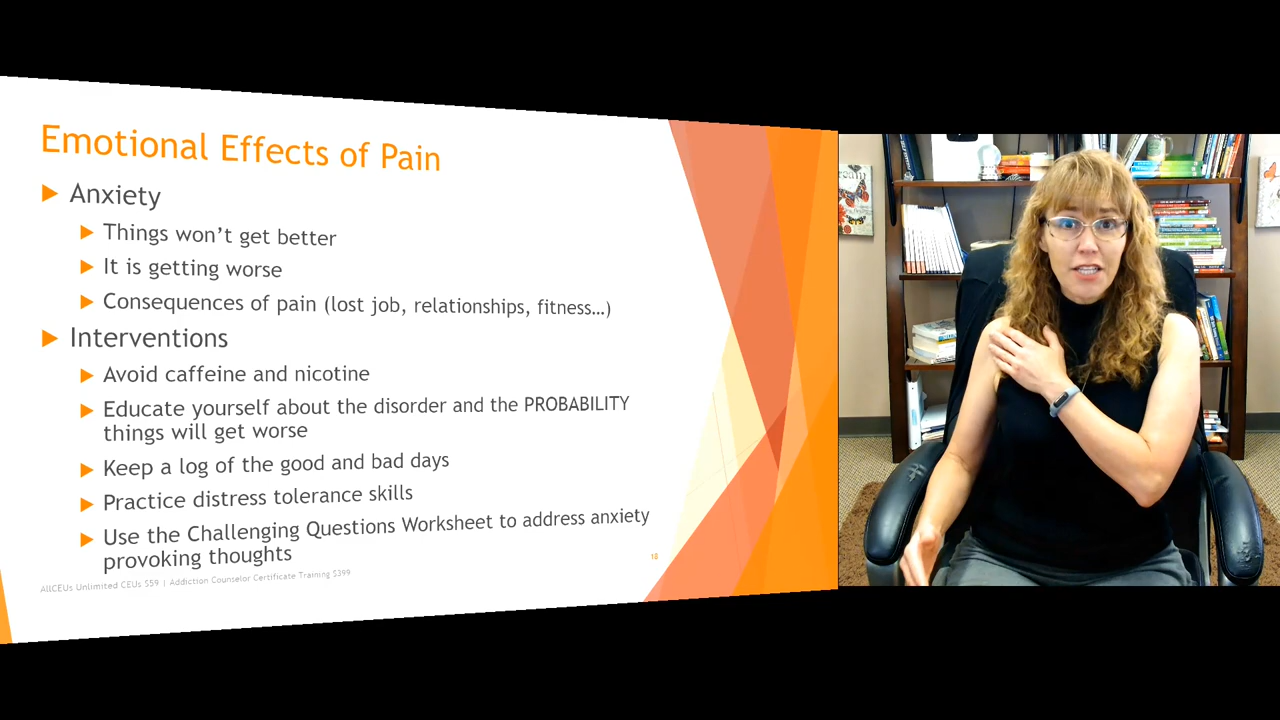 Emotional Effects of Pain
Anxiety
Things won't get better
It is getting worse
Consequences of pain (lost job, relationships, fitness…)
Interventions
Avoid caffeine and nicotine
Educate yourself about the disorder and the PROBABILITY
things will get worse
Keep a log of the good and bad days
Practice distress tolerance skills
Use the Challenging Questions Worksheet to address anxiety
provoking thoughts
18
AllCEUs Unlimited CEUs $59 | Addiction Counselor Certificate Training $399